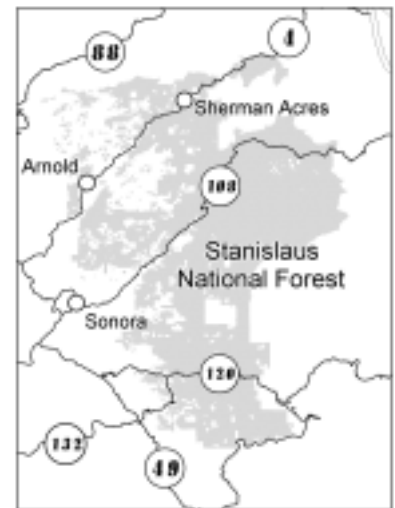 4
88
Sherman Acres
Arnold
108
Stanislaus
National Forest
Sonora
120
132
49